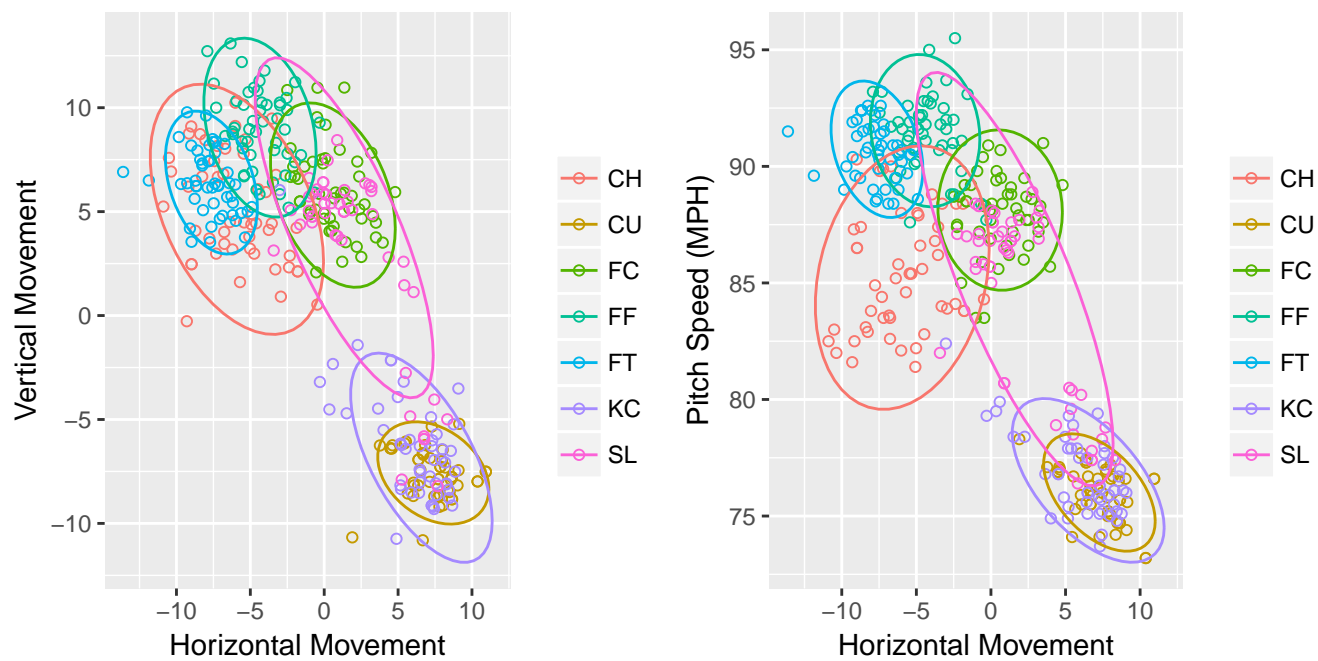 Vertical Movement
10
5
0
−5
−10
−10 −5 0 5 10
Horizontal Movement
CH
CU
FC
FF
FT
KC
SL
Pitch Speed (MPH)
95
90
85
80
75
−10 −5 0 5 10
Horizontal Movement
CH
CU
FC
FF
FT
KC
SL